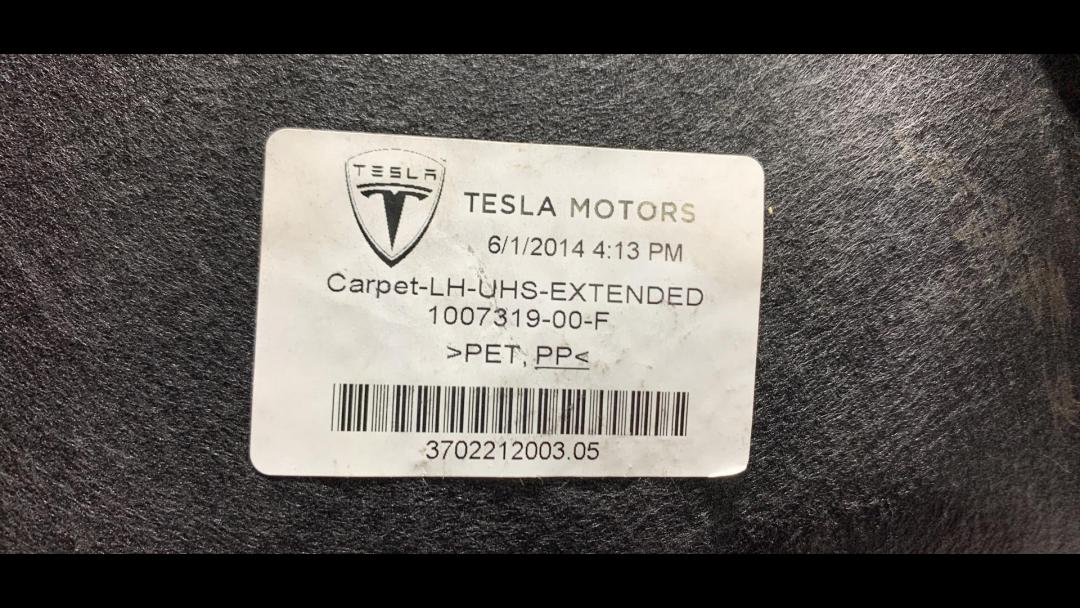 TESLA
TESLA MOTORS
6/1/2014 4:13 PM
Carpet-LH-UHS-EXTENDED
1007319-00-F
>PET, PP<
3702212003.05